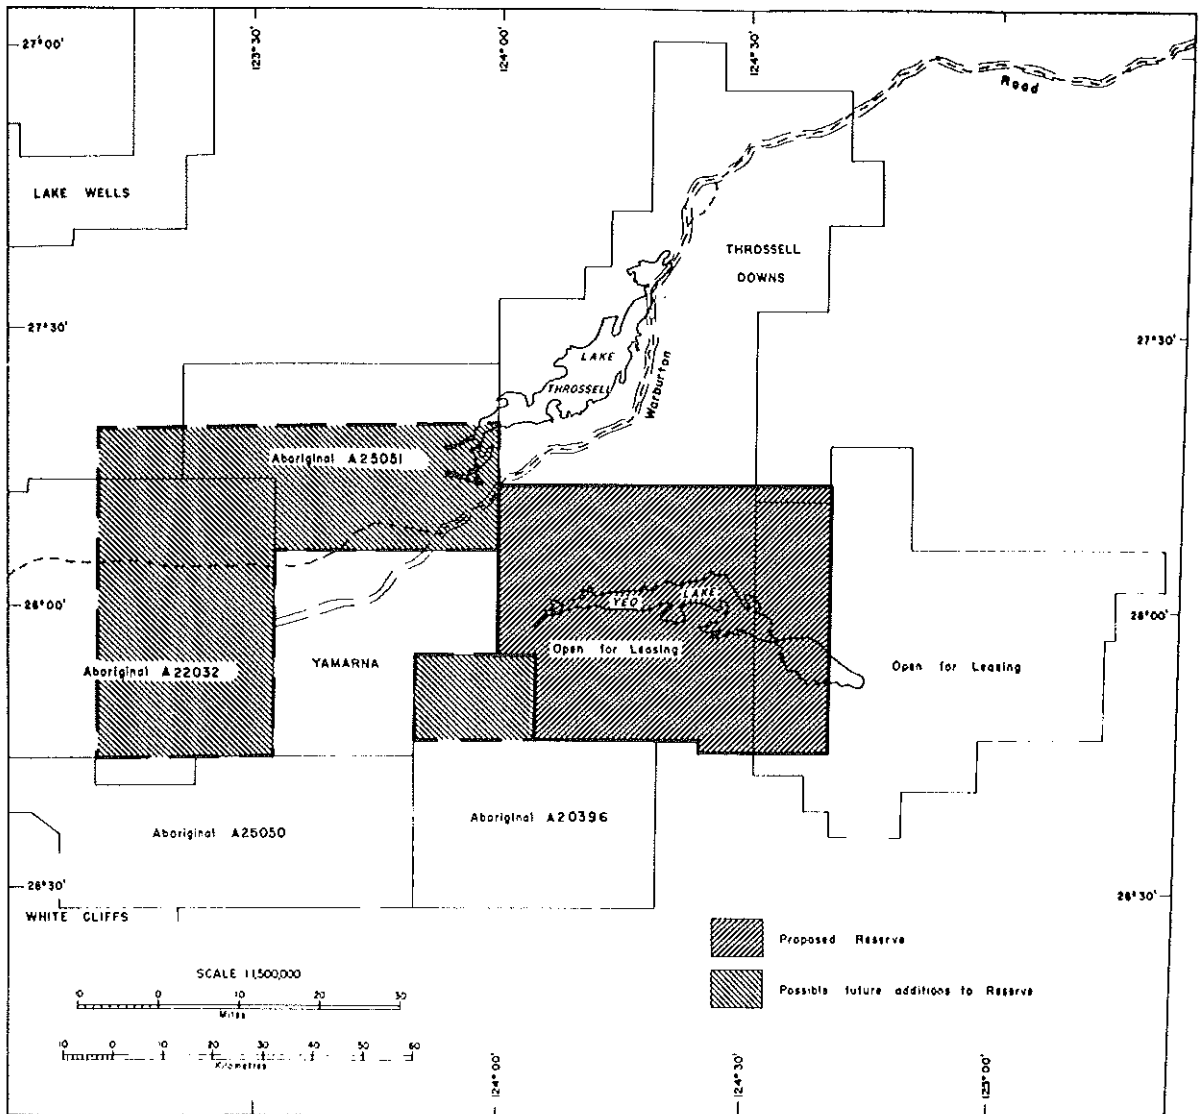 27°00'
123°30'
124°00'
124°30'
Road
LAKE WELLS
THROSSELL
DOWNS
27°30'
27°30'
LAKE
THROSSELL
Warburton
Aboriginal A25051
28°00'
28°00'
YEO LAKE
Open for Leasing
Open for Leasing
YAMARNA
Aboriginal A22032
Aboriginal A25050
Aboriginal A20396
28°30'
28°30'
WHITE CLIFFS
Proposed Reserve
Possible future additions to Reserve
SCALE 1:1,500,000
10 0 10 20 30
Miles
10 0 10 20 30 40 50 60
Kilometres
124°00'
124°30'
125°00'